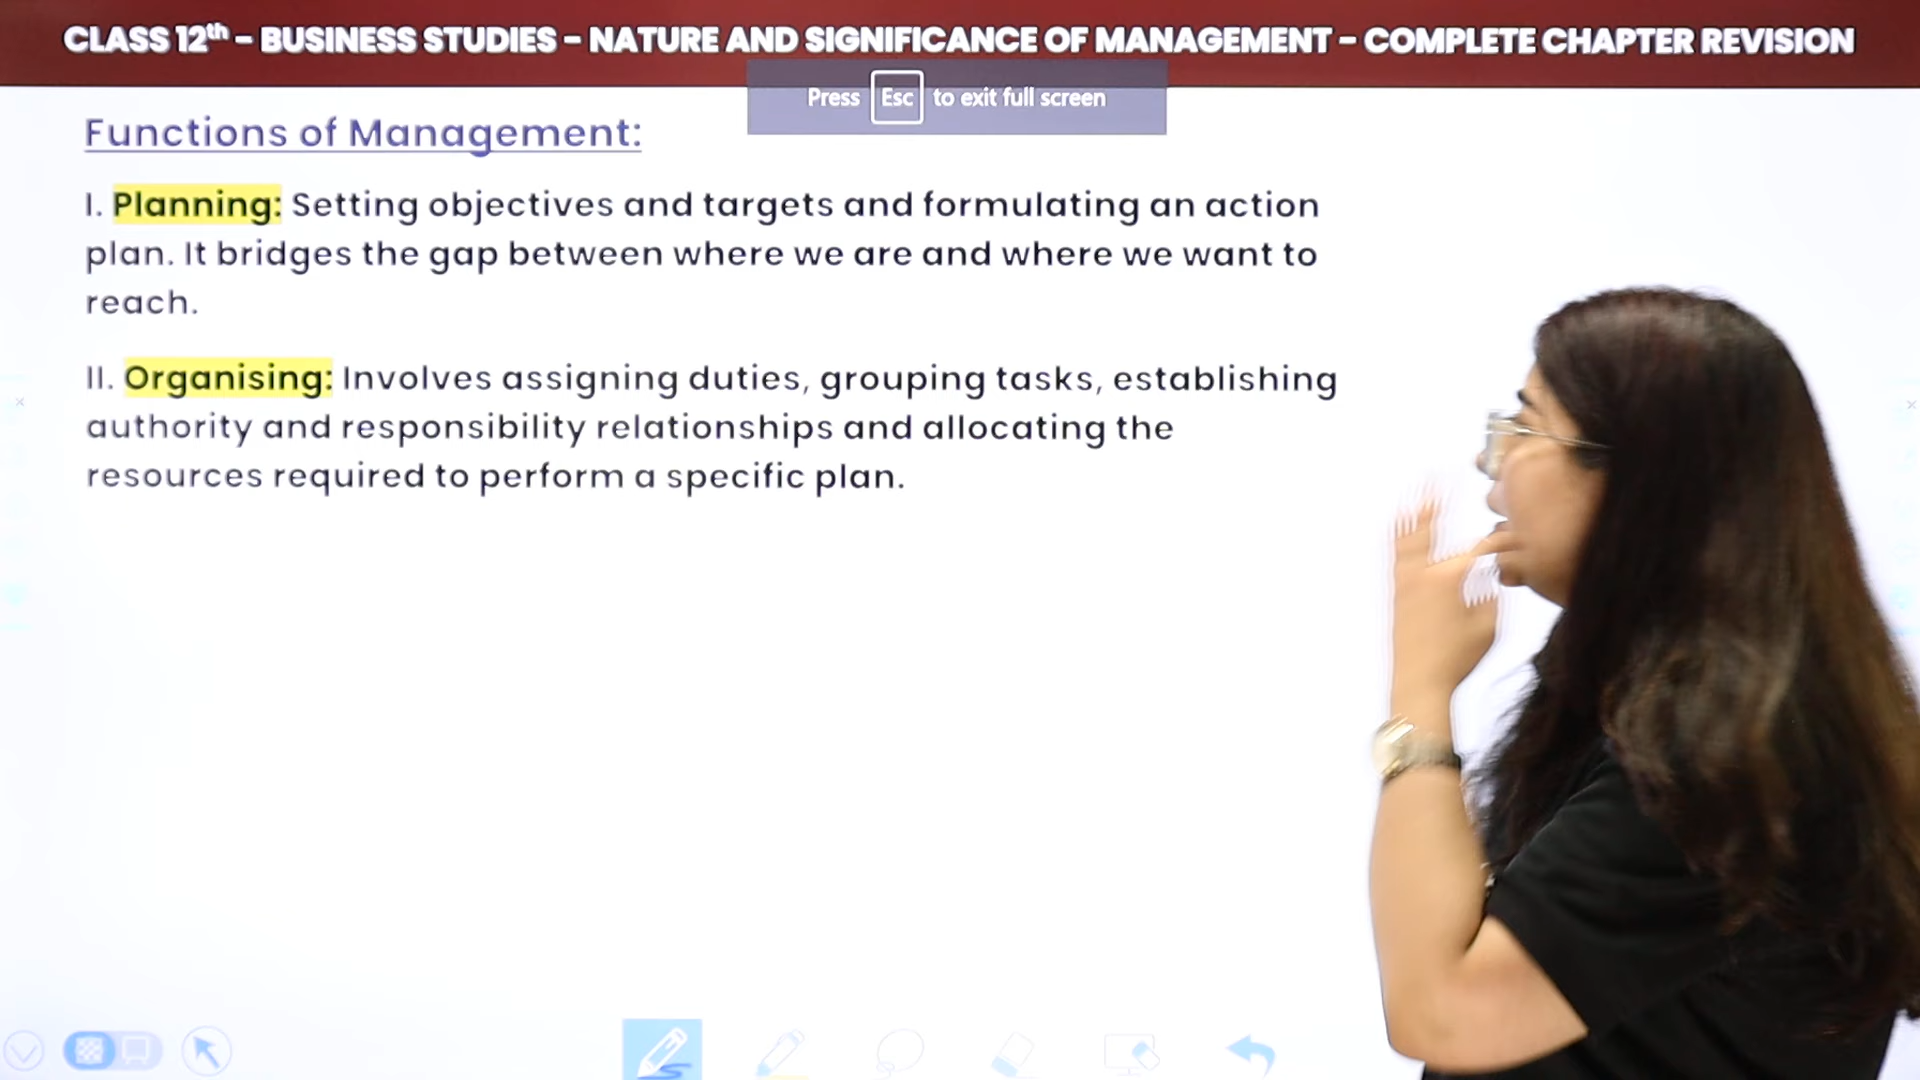 CLASS 12th - BUSINESS STUDIES - NATURE AND SIGNIFICANCE OF MANAGEMENT - COMPLETE CHAPTER REVISION
Press Esc to exit full screen
Functions of Management:
I. Planning: Setting objectives and targets and formulating an action
plan. It bridges the gap between where we are and where we want to
reach.
II. Organising: Involves assigning duties, grouping tasks, establishing
authority and responsibility relationships and allocating the
resources required to perform a specific plan.